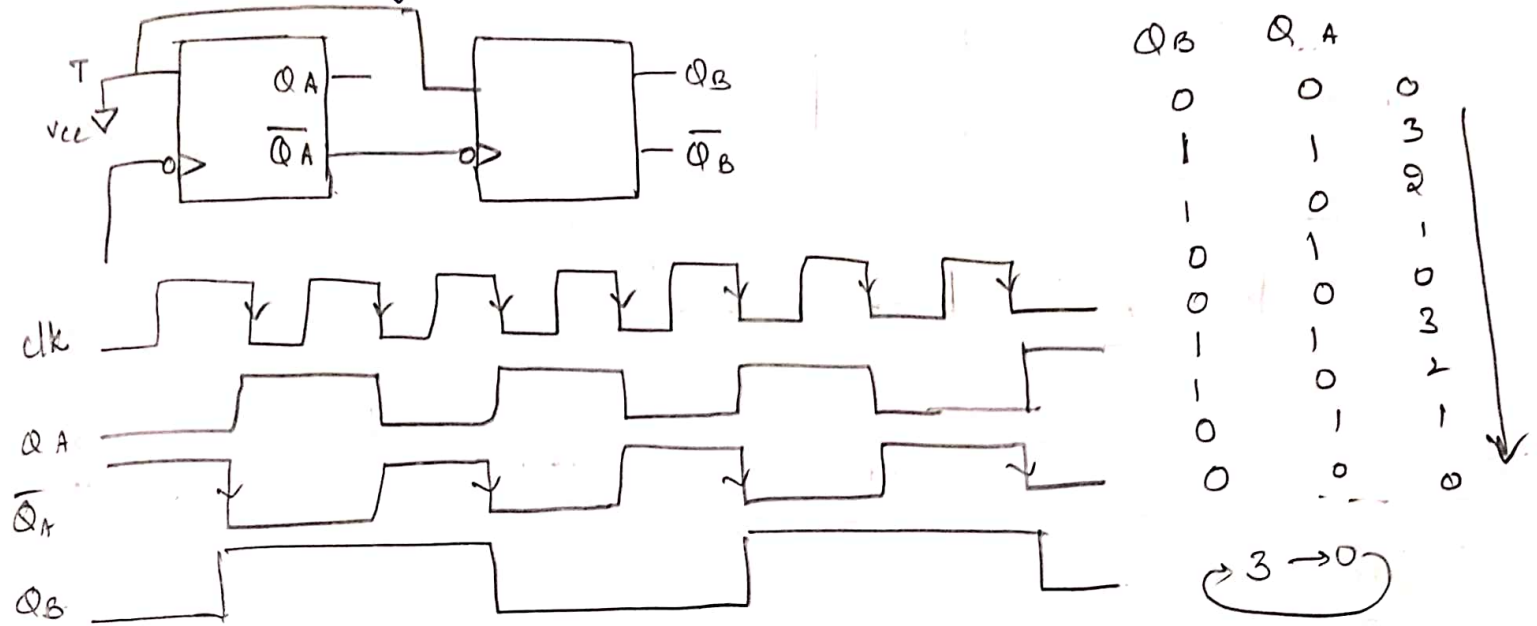 T
Vcc
QA
Q̅A̅
QB
Q̅B
clk
QA
Q̅A
QB
QB QA
0 0 0
1 1 3
1 0 2
0 1 1
0 0 0
1 1 3
1 0 2
0 1 1
0 0 0
3 → 0